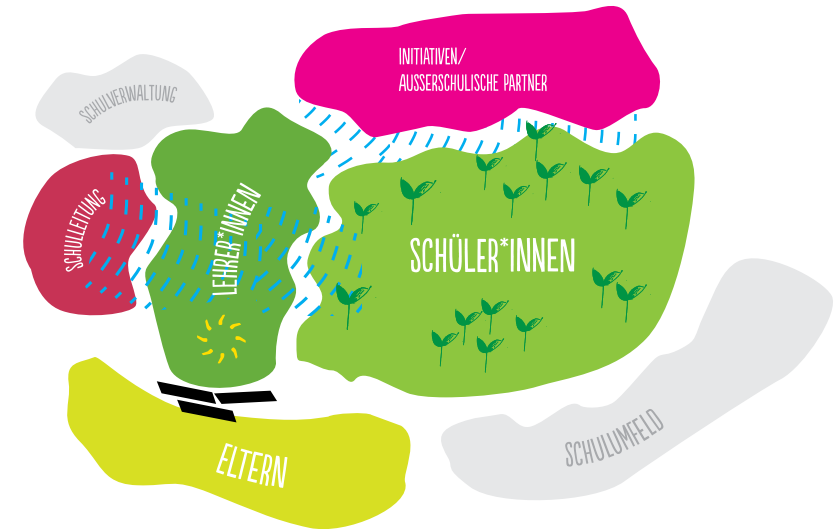 INITIATIVEN/
AUSSERSCHULISCHE PARTNER
SCHULVERWALTUNG
SCHULLEITUNG
LEHRER*INNEN
SCHÜLER*INNEN
ELTERN
SCHULUMFELD